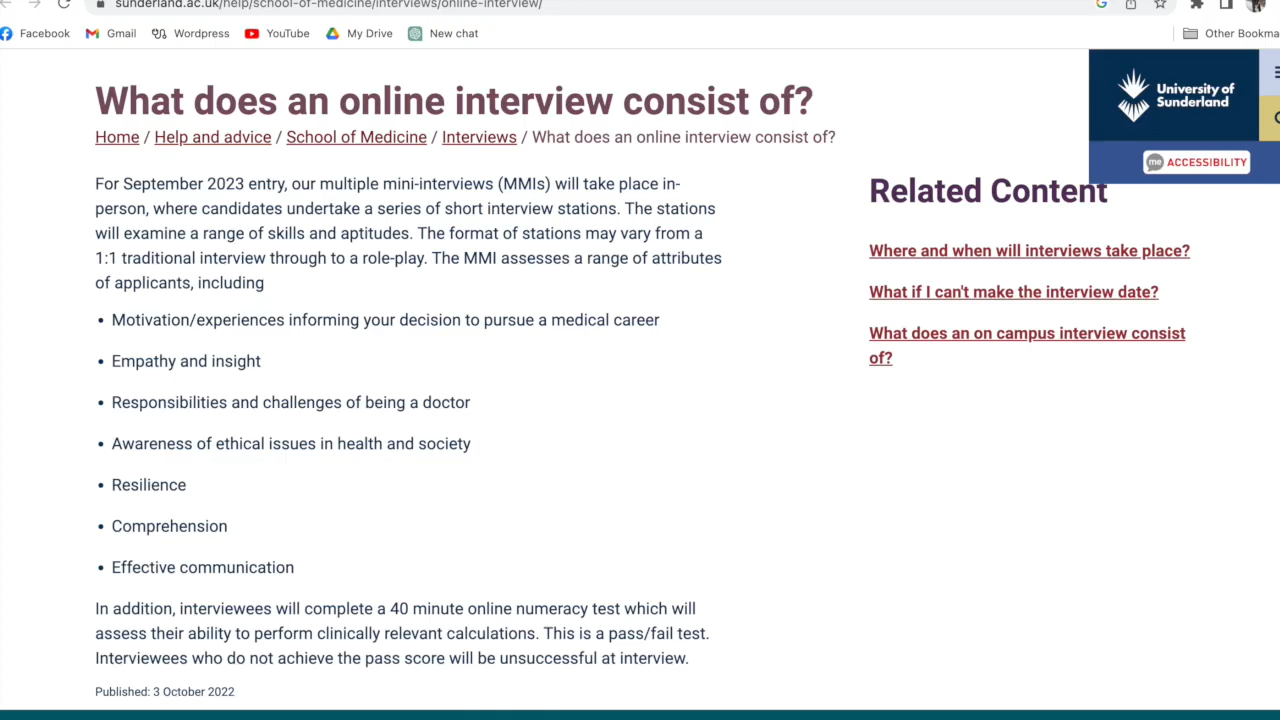 sunderland.ac.uk/help/school-of-medicine/interviews/online-interview/
Facebook Gmail Wordpress YouTube My Drive New chat Other Bookma
What does an online interview consist of?
University of
Sunderland
Home / Help and advice / School of Medicine / Interviews / What does an online interview consist of?
me ACCESSIBILITY
For September 2023 entry, our multiple mini-interviews (MMIs) will take place in-
person, where candidates undertake a series of short interview stations. The stations
will examine a range of skills and aptitudes. The format of stations may vary from a
1:1 traditional interview through to a role-play. The MMI assesses a range of attributes
of applicants, including
• Motivation/experiences informing your decision to pursue a medical career
• Empathy and insight
• Responsibilities and challenges of being a doctor
• Awareness of ethical issues in health and society
• Resilience
• Comprehension
• Effective communication
In addition, interviewees will complete a 40 minute online numeracy test which will
assess their ability to perform clinically relevant calculations. This is a pass/fail test.
Interviewees who do not achieve the pass score will be unsuccessful at interview.
Published: 3 October 2022
Related Content
Where and when will interviews take place?
What if I can't make the interview date?
What does an on campus interview consist
of?